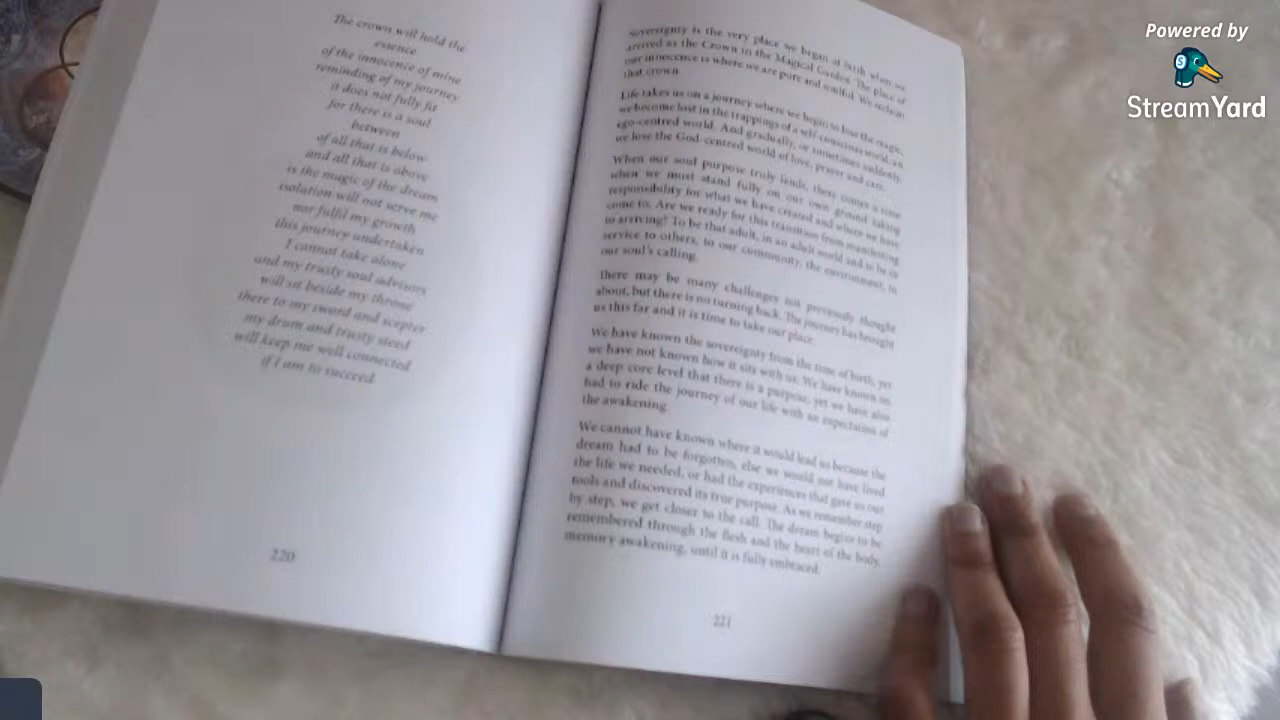 The crown will hold the
essence
of the innocence of mine
reminding of my journey
it does not fully fit
for there is a soul
between
of all that is below
and all that is above
is the magic of the dream
isolation will not serve me
nor fulfil my growth
this journey undertaken
I cannot take alone
and my trusty soul advisors
will sit beside my throne
there to my sword and scepter
my drum and trusty steed
will keep me well connected
if I am to succeed
220
Sovereignty is the very place we began at birth when we
arrived as the Crown in the Magical Garden. The place of
our innocence is where we are pure and soulful. We reclaim
that crown.
Life takes us on a journey where we begin to lose the magic,
we become lost in the trappings of a self-conscious world, an
ego-centred world. And gradually, or sometimes suddenly,
we lose the God-centred world of love, prayer and care.
When our soul purpose truly lands, there comes a time
when we must stand fully on our own ground taking
responsibility for what we have created and where we have
come to. Are we ready for this transition from manifesting
to arriving? To be that adult, in an adult world and to be in
service to others, to our community, the environment, to
our soul's calling.
There may be many challenges not previously thought
about, but there is no turning back. The journey has brought
us this far and it is time to take our place.
We have known the sovereignty from the time of birth, yet
we have not known how it sits with us. We have known on
a deep core level that there is a purpose, yet we have also
had to ride the journey of our life with an expectation of
the awakening.
We cannot have known where it would lead us because the
dream had to be forgotten, else we would not have lived
the life we needed, or had the experiences that gave us our
tools and discovered its true purpose. As we remember step
by step, we get closer to the call. The dream begins to be
remembered through the flesh and the heart of the body,
memory awakening, until it is fully embraced.
221
Powered by
StreamYard